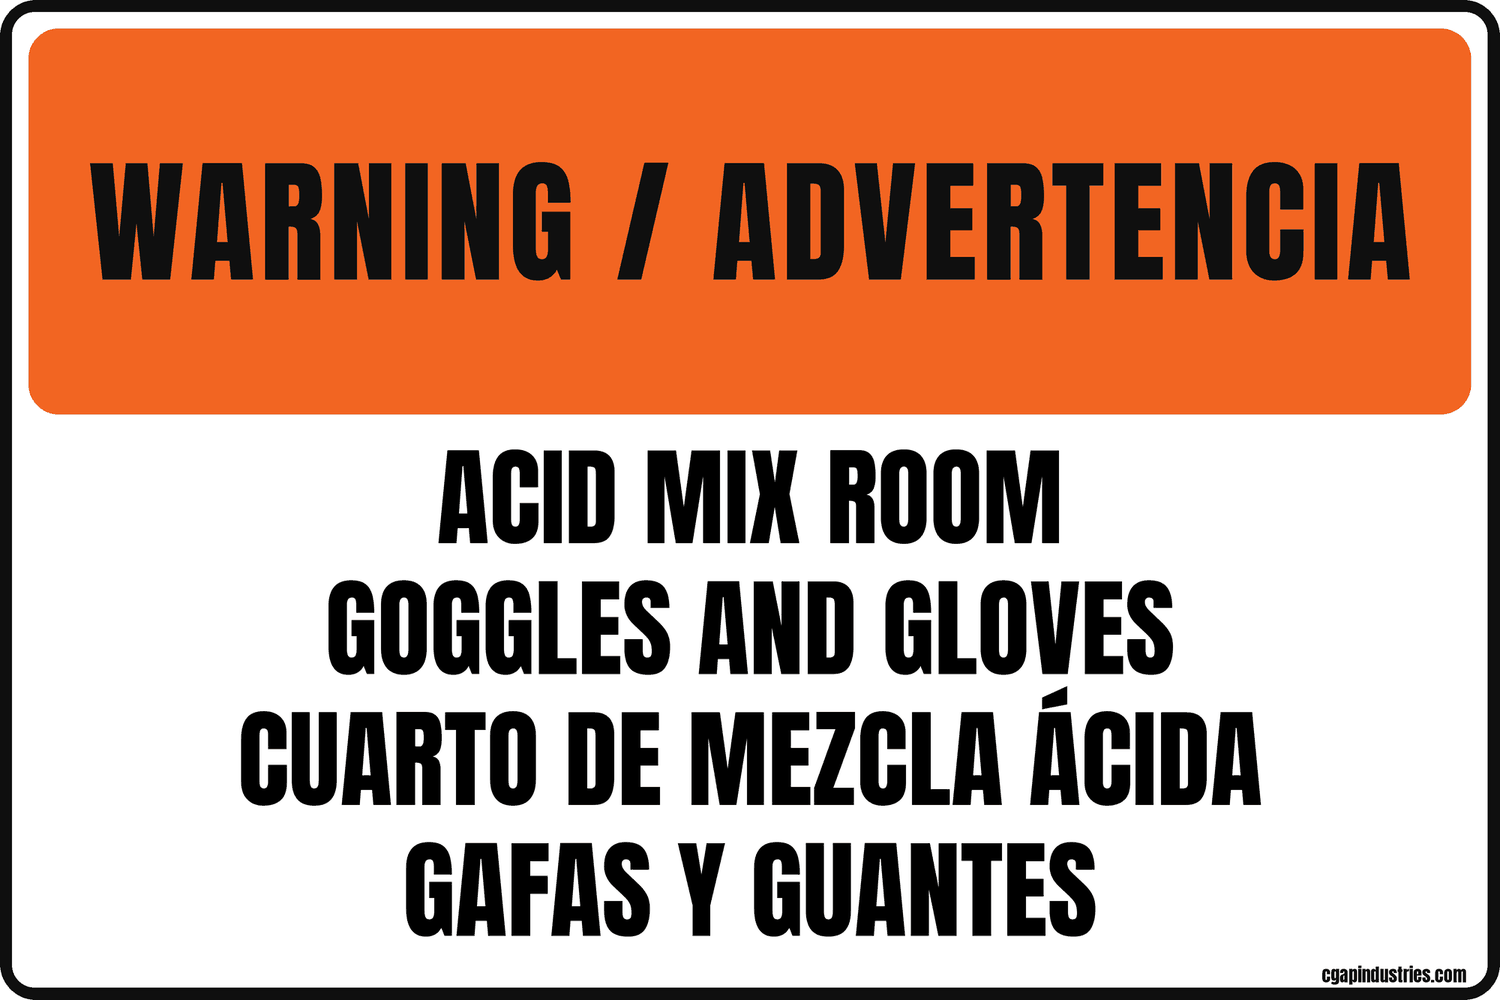 WARNING / ADVERTENCIA
ACID MIX ROOM
GOGGLES AND GLOVES
CUARTO DE MEZCLA ÁCIDA
GAFAS Y GUANTES
cgapindustries.com